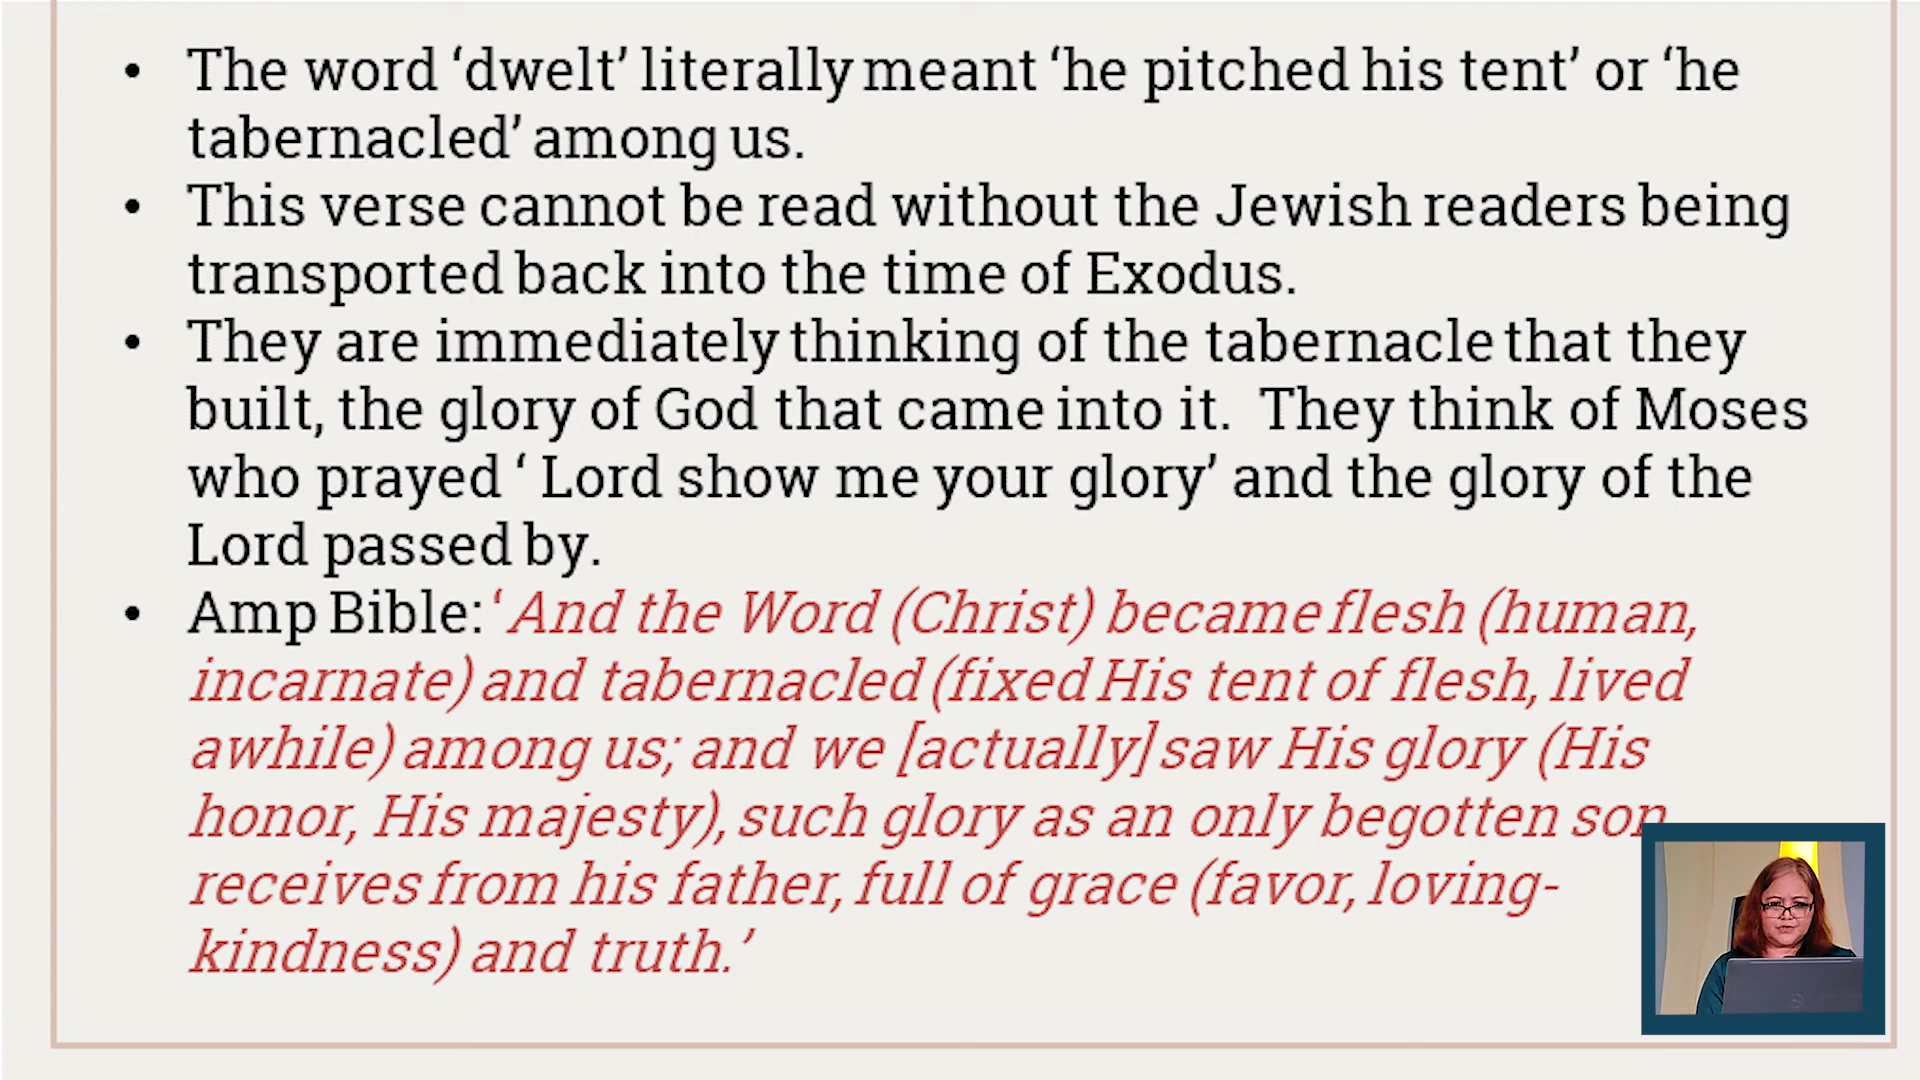 • The word ‘dwelt’ literally meant ‘he pitched his tent’ or ‘he
tabernacled’ among us.
• This verse cannot be read without the Jewish readers being
transported back into the time of Exodus.
• They are immediately thinking of the tabernacle that they
built, the glory of God that came into it.  They think of Moses
who prayed ‘ Lord show me your glory’ and the glory of the
Lord passed by.
• Amp Bible: ‘ And the Word (Christ) became flesh (human,
incarnate) and tabernacled (fixed His tent of flesh, lived
awhile) among us; and we [actually] saw His glory (His
honor, His majesty), such glory as an only begotten son
receives from his father, full of grace (favor, loving-
kindness) and truth.’